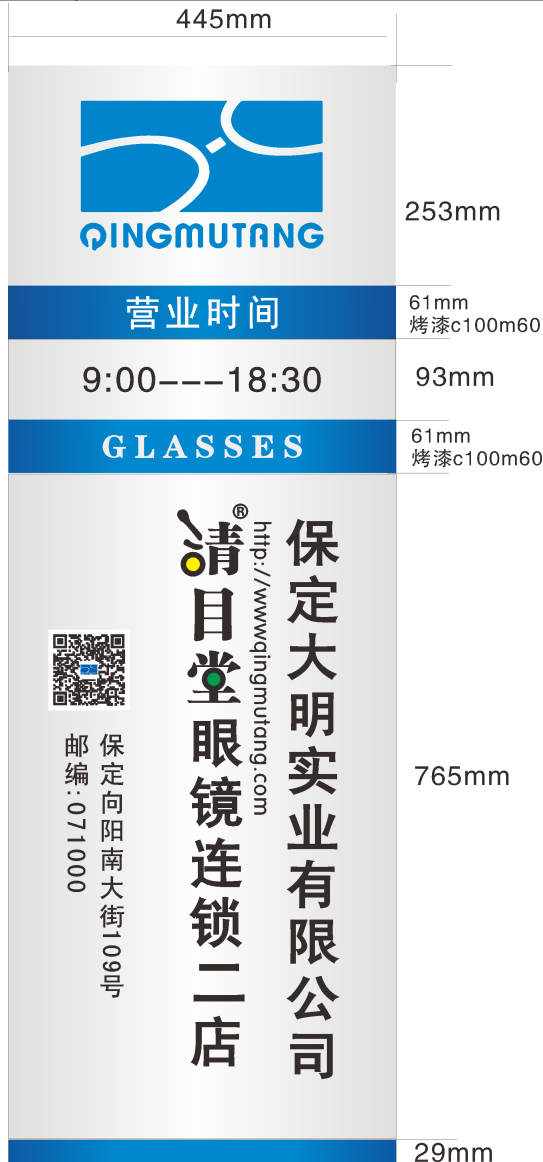 445mm
QINGMUTANG
253mm
营业时间
61mm
烤漆c100m60
9:00---18:30
93mm
GLASSES
61mm
烤漆c100m60
保定大明实业有限公司
http://wwwqingmutang.com
清目堂®眼镜连锁二店
保定向阳南大街109号
邮编:071000
765mm
29mm